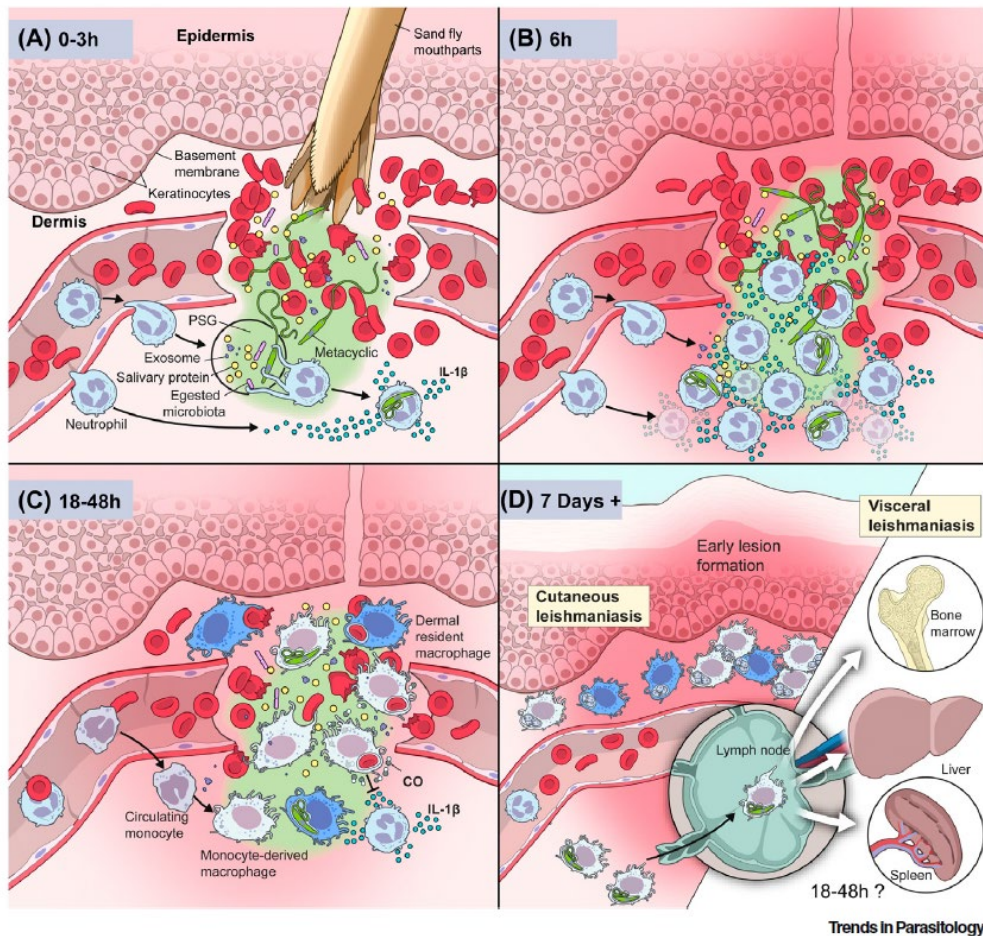 (A) 0-3h
Epidermis
Sand fly
mouthparts
Basement
membrane
Keratinocytes
Dermis
PSG
Exosome
Salivary protein
Egested
microbiota
Metacyclic
IL-1β
Neutrophil
(B) 6h
(C) 18-48h
Dermal
resident
macrophage
CO
IL-1β
Circulating
monocyte
Monocyte-derived
macrophage
(D) 7 Days +
Visceral
leishmaniasis
Early lesion
formation
Cutaneous
leishmaniasis
Bone
marrow
Lymph node
Liver
Spleen
18-48h ?
Trends in Parasitology